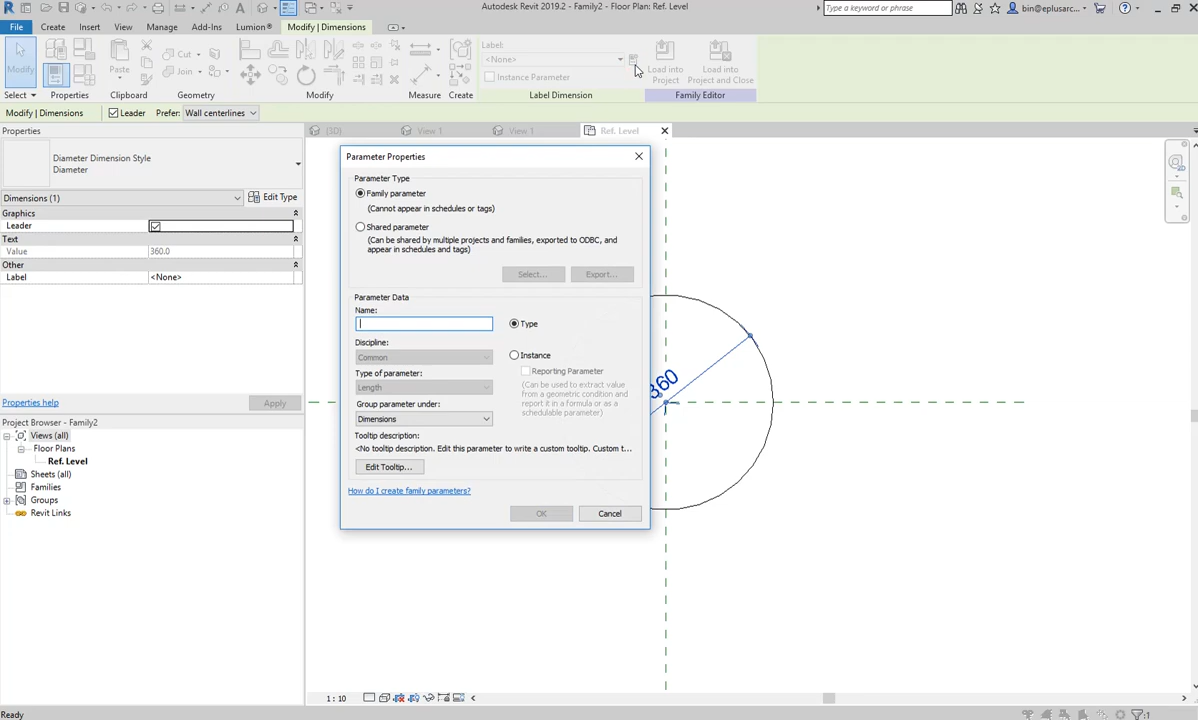 Autodesk Revit 2019.2 - Family2 - Floor Plan: Ref. Level
Type a keyword or phrase
bin@eplusarc...
File Create Insert View Manage Add-Ins Lumion® Modify | Dimensions
Modify
Paste
Cut
Join
Label:
<None>
Instance Parameter
Load into
Project
Load into
Project and Close
Select Properties Clipboard Geometry Modify Measure Create Label Dimension Family Editor
Modify | Dimensions Leader Prefer: Wall centerlines
Properties
Diameter Dimension Style
Diameter
Dimensions (1) Edit Type
Graphics
Leader
Text
Value 360.0
Other
Label <None>
Properties help Apply
Project Browser - Family2
Views (all)
Floor Plans
Ref. Level
Sheets (all)
Families
Groups
Revit Links
{3D} View 1 View 1 Ref. Level
Parameter Properties
Parameter Type
Family parameter
(Cannot appear in schedules or tags)
Shared parameter
(Can be shared by multiple projects and families, exported to ODBC, and
appear in schedules and tags)
Select... Export...
Parameter Data
Name:
Type
Discipline:
Common
Instance
Type of parameter:
Reporting Parameter
Length
(Can be used to extract value
from a geometric condition and
report it in a formula or as a
schedulable parameter)
Group parameter under:
Dimensions
Tooltip description:
<No tooltip description. Edit this parameter to write a custom tooltip. Custom t...
Edit Tooltip...
How do I create family parameters?
OK Cancel
360
1 : 10
Ready
:1